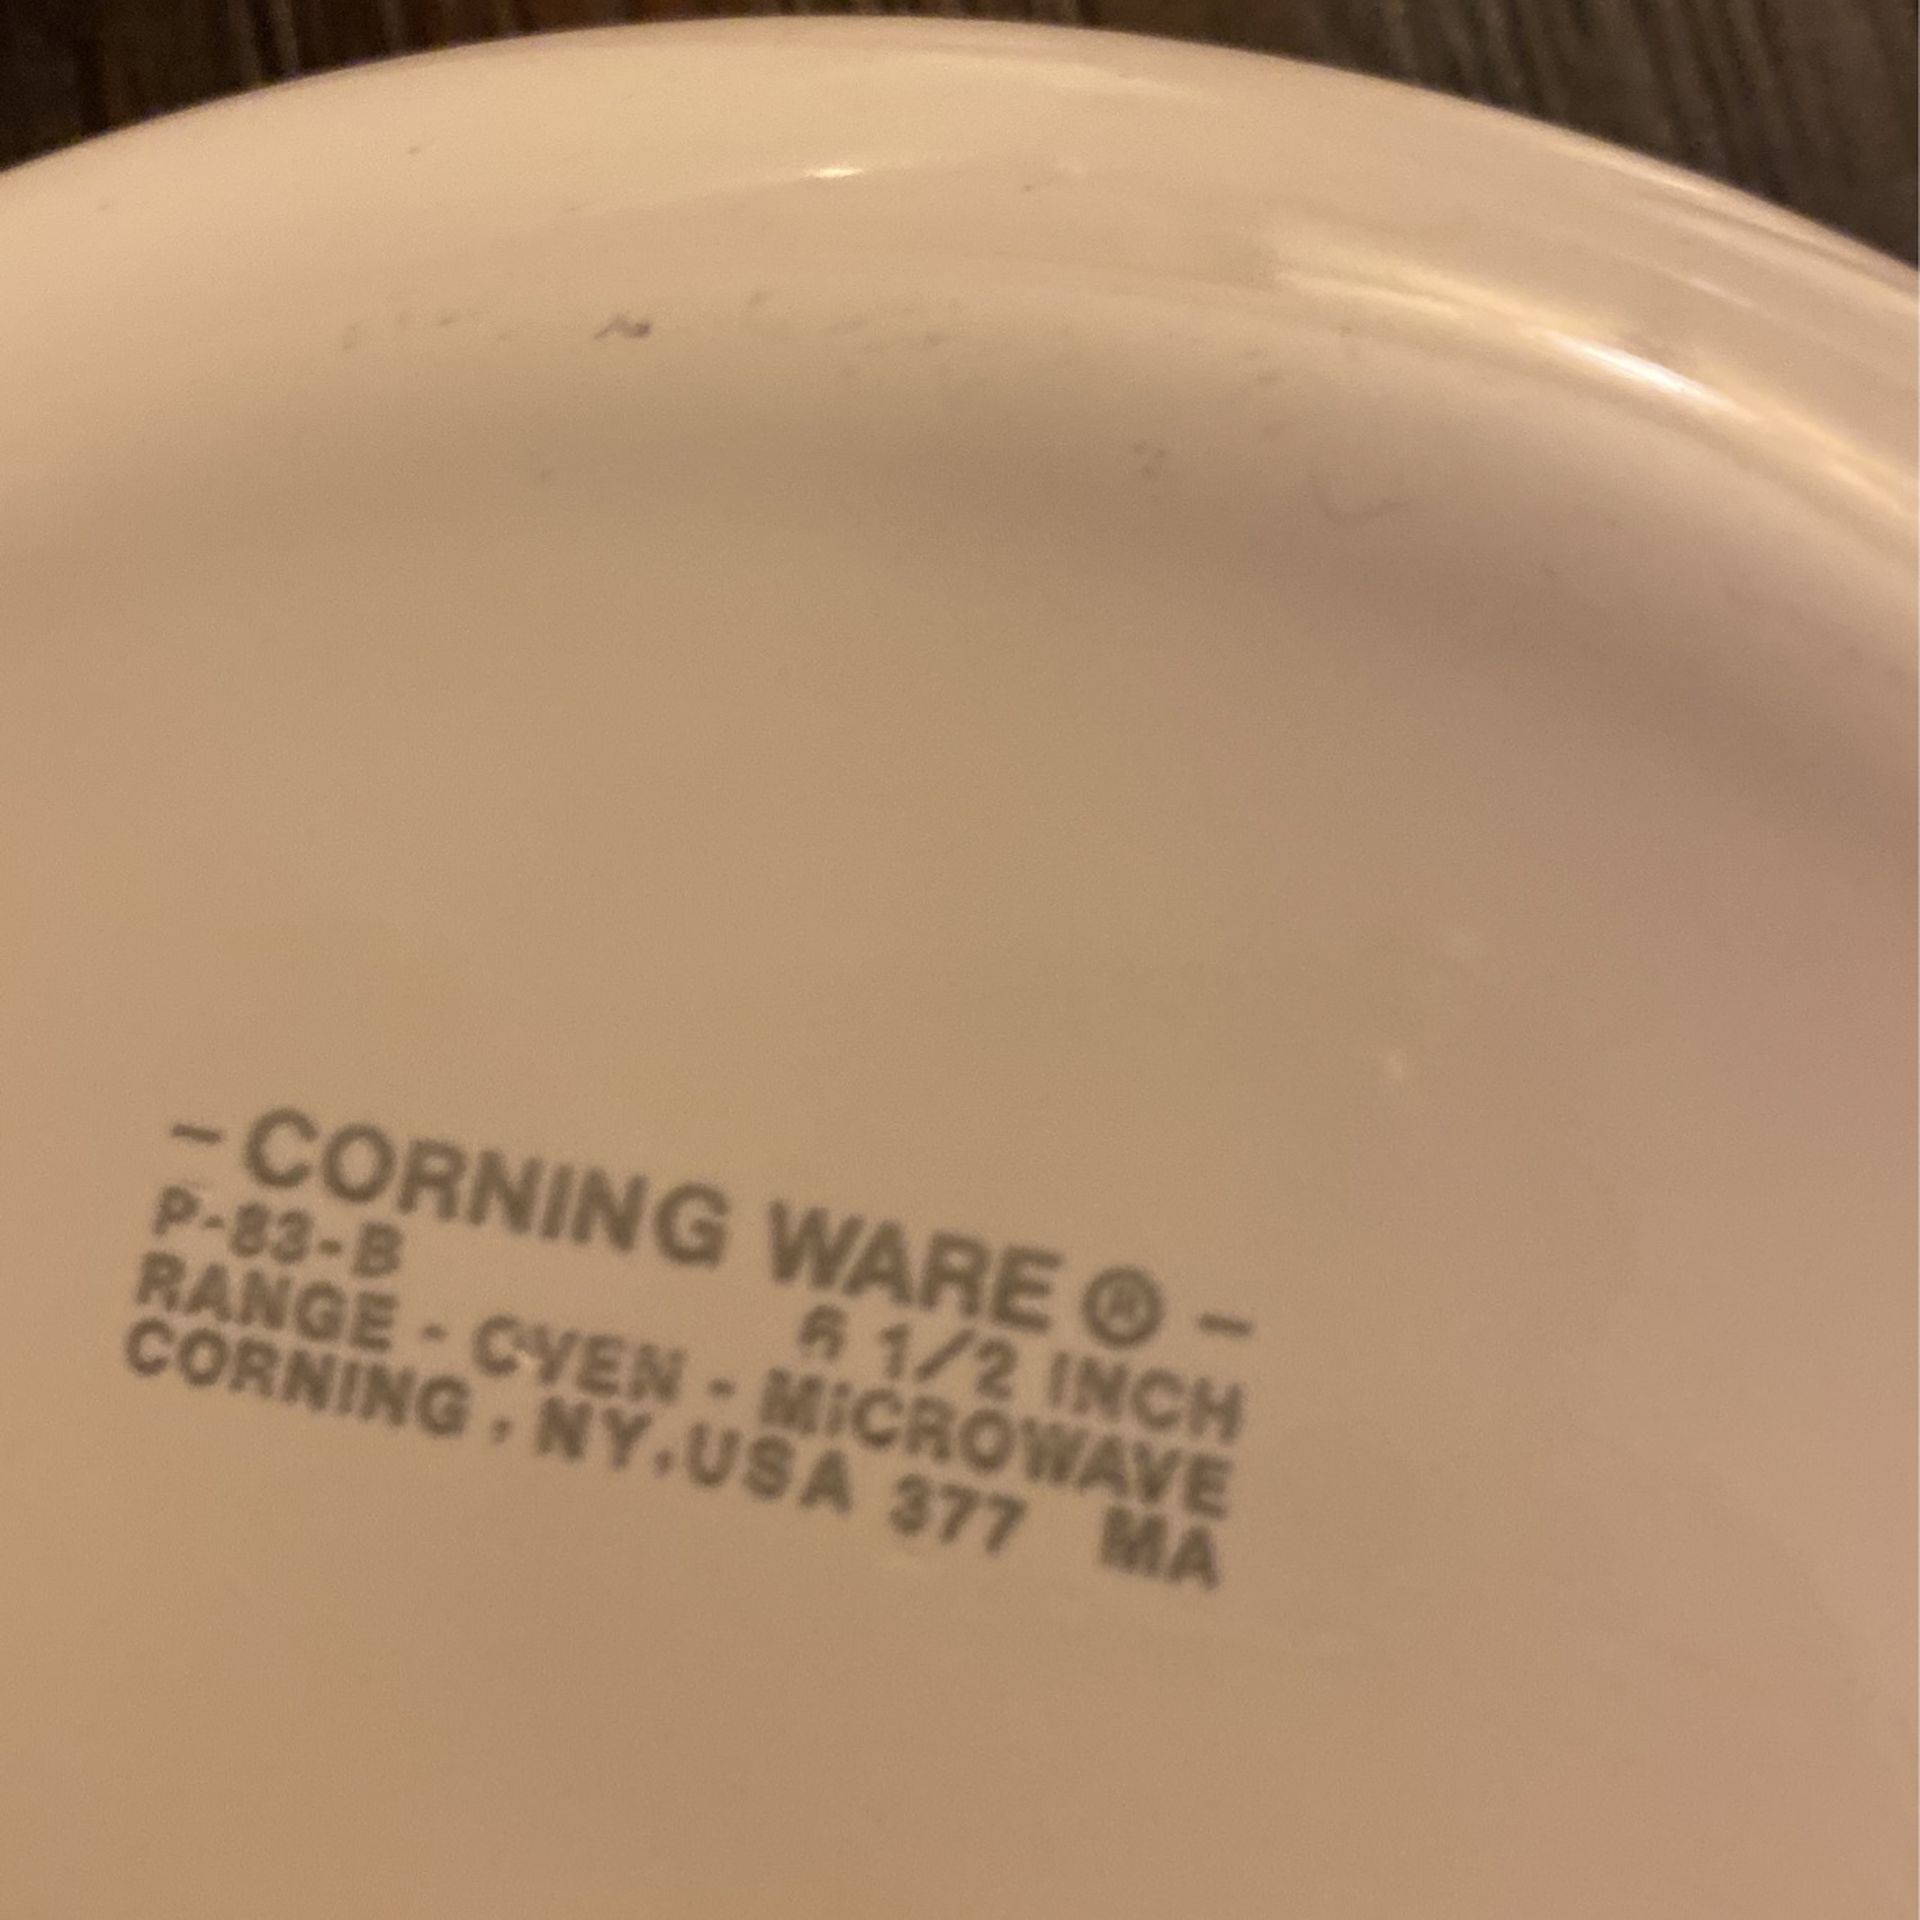 - CORNING WARE ® -
P-83-B 6 1/2 INCH
RANGE - OVEN - MiCROWAVE
CORNING, NY, USA 377 MA